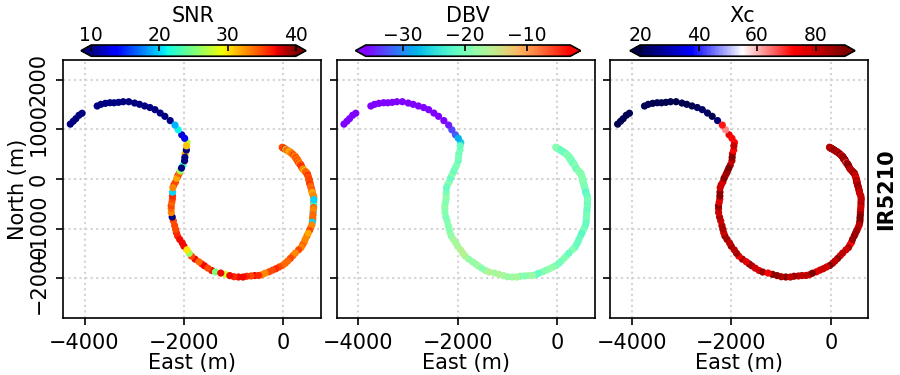 SNR
10 20 30 40
DBV
−30 −20 −10
Xc
20 40 60 80
North (m)
2000
1000
0
−1000
−2000
−4000 −2000 0
−4000 −2000 0
−4000 −2000 0
East (m)
East (m)
East (m)
IR5210